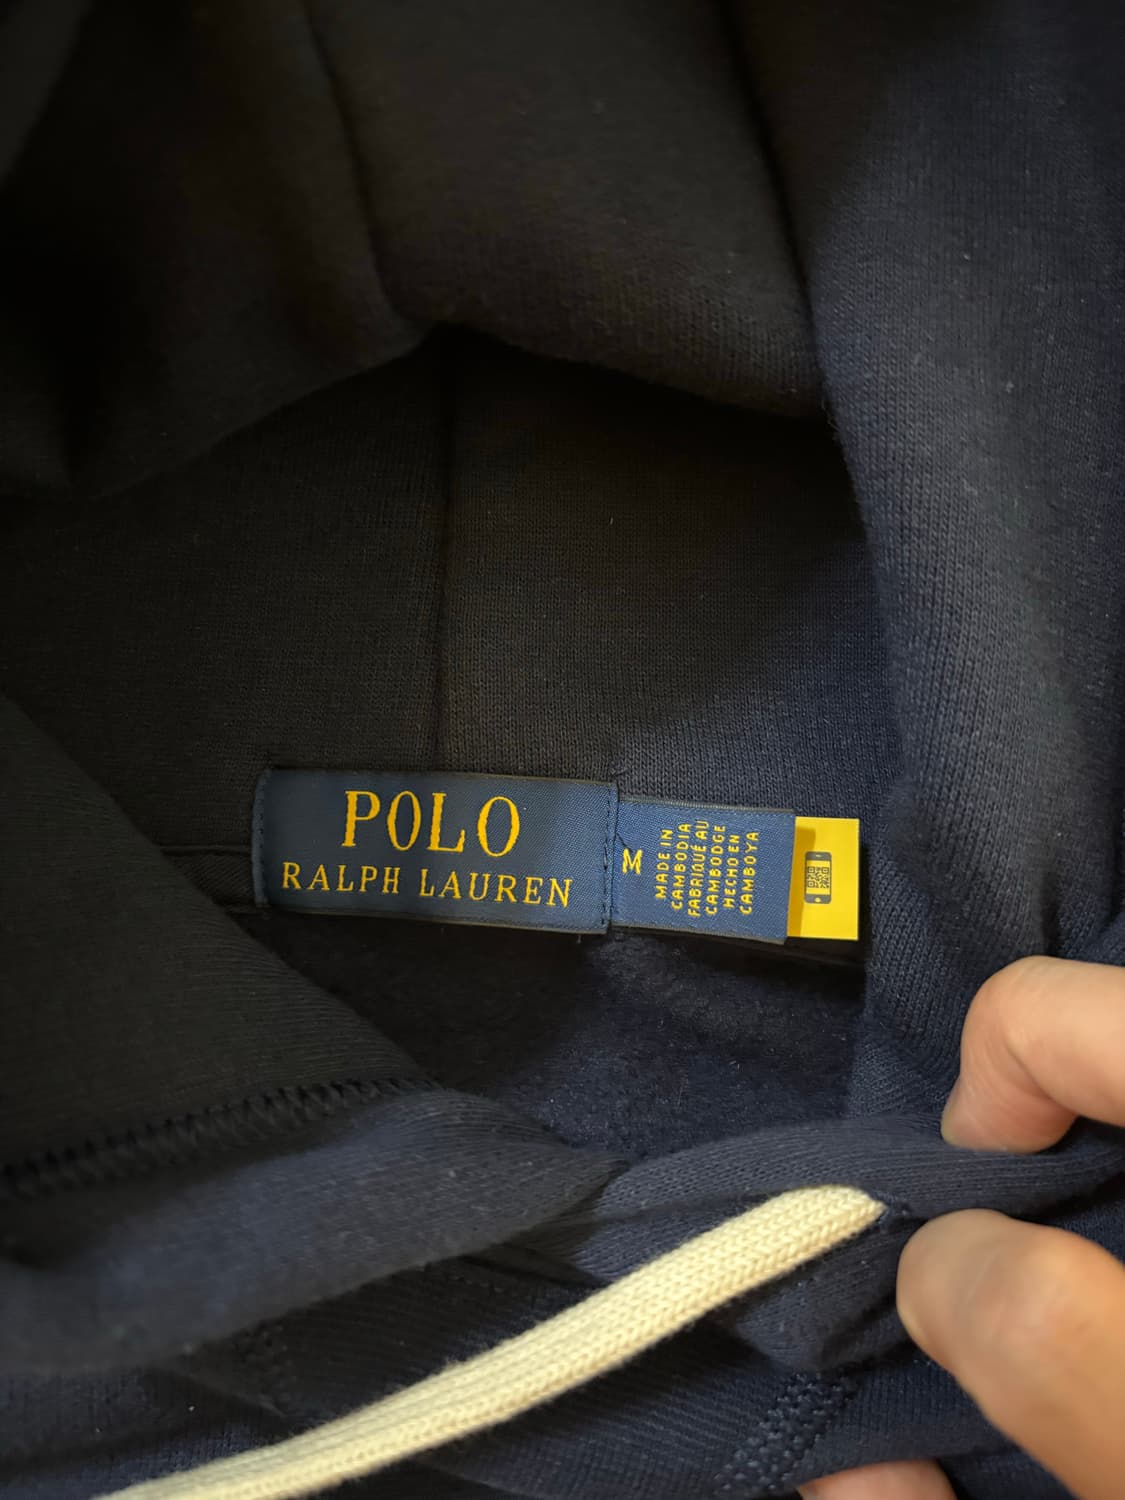 POLO
RALPH LAUREN
M
MADE IN
CAMBODIA
FABRIQUÉ AU
CAMBODGE
HECHO EN
CAMBOYA